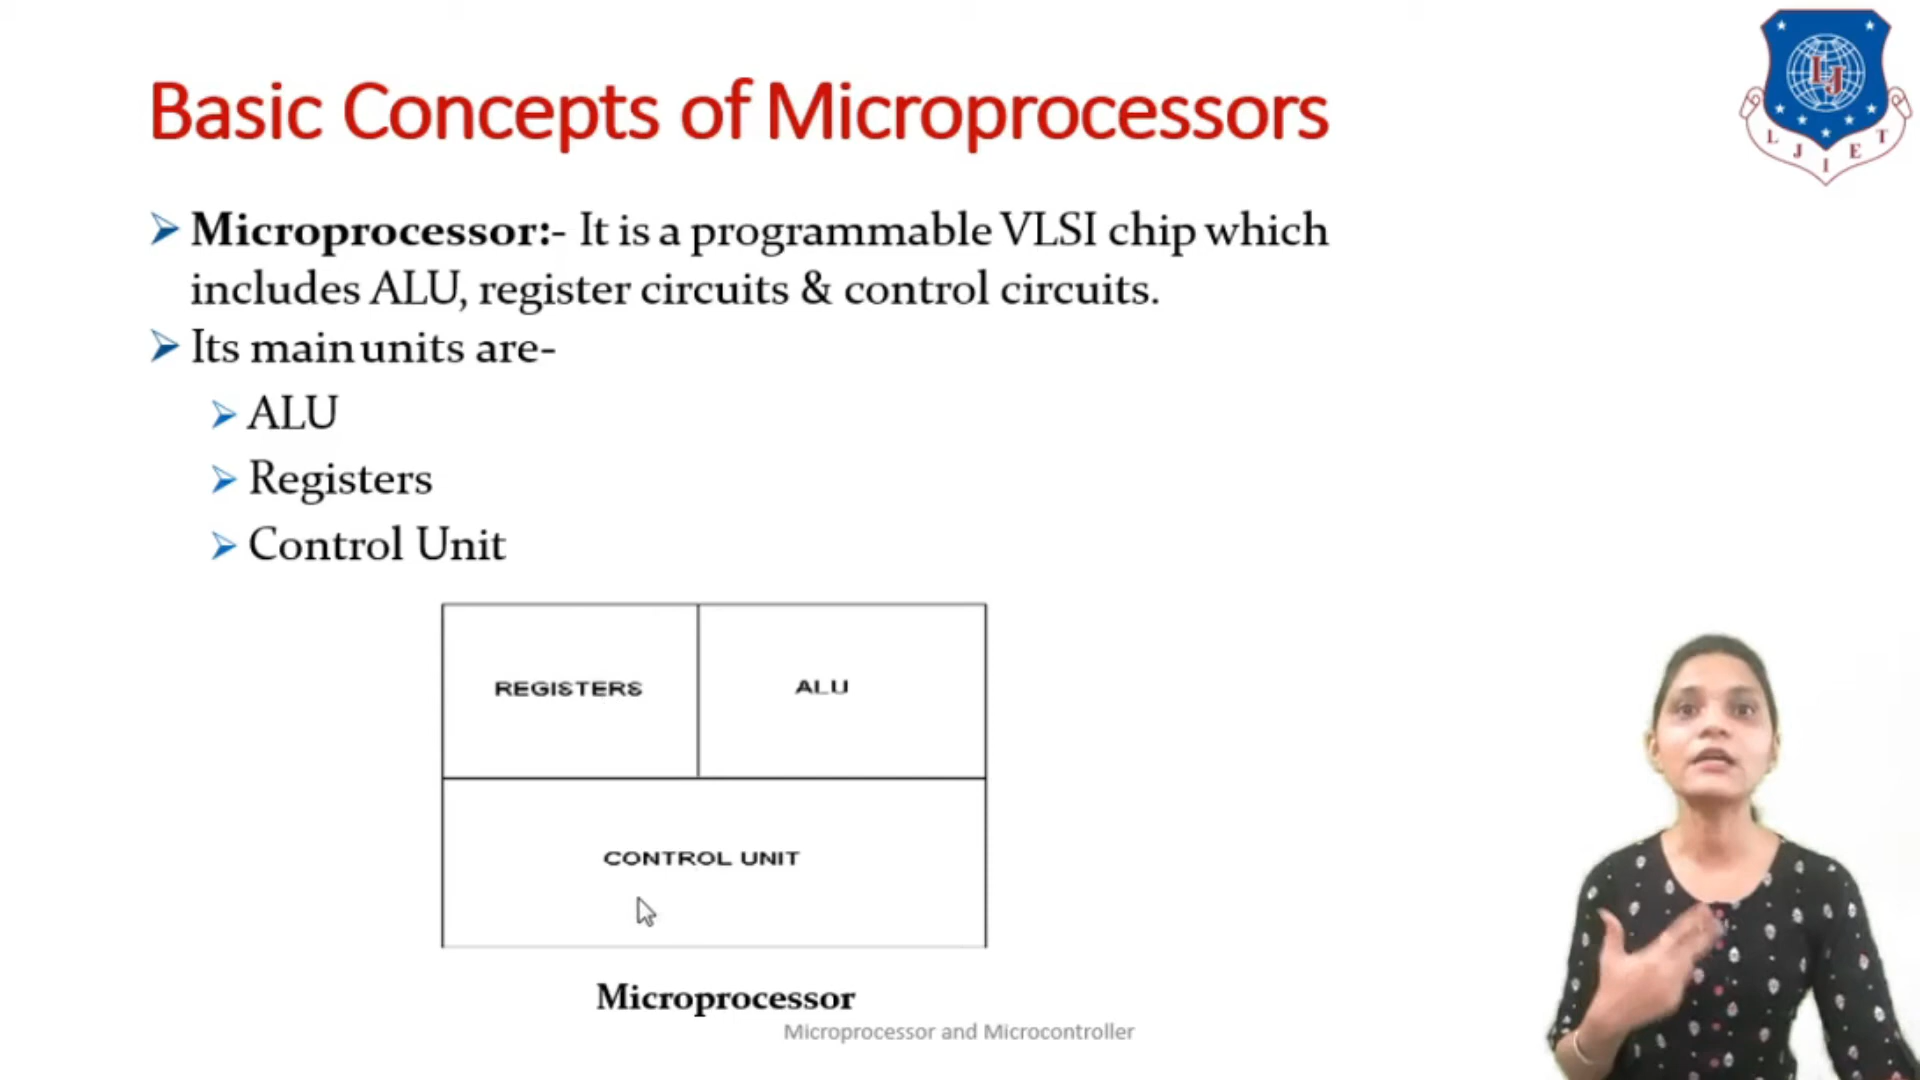 Basic Concepts of Microprocessors
L J I E T
LJ
Microprocessor:- It is a programmable VLSI chip which
includes ALU, register circuits & control circuits.
Its main units are-
ALU
Registers
Control Unit
REGISTERS
ALU
CONTROL UNIT
Microprocessor
Microprocessor and Microcontroller